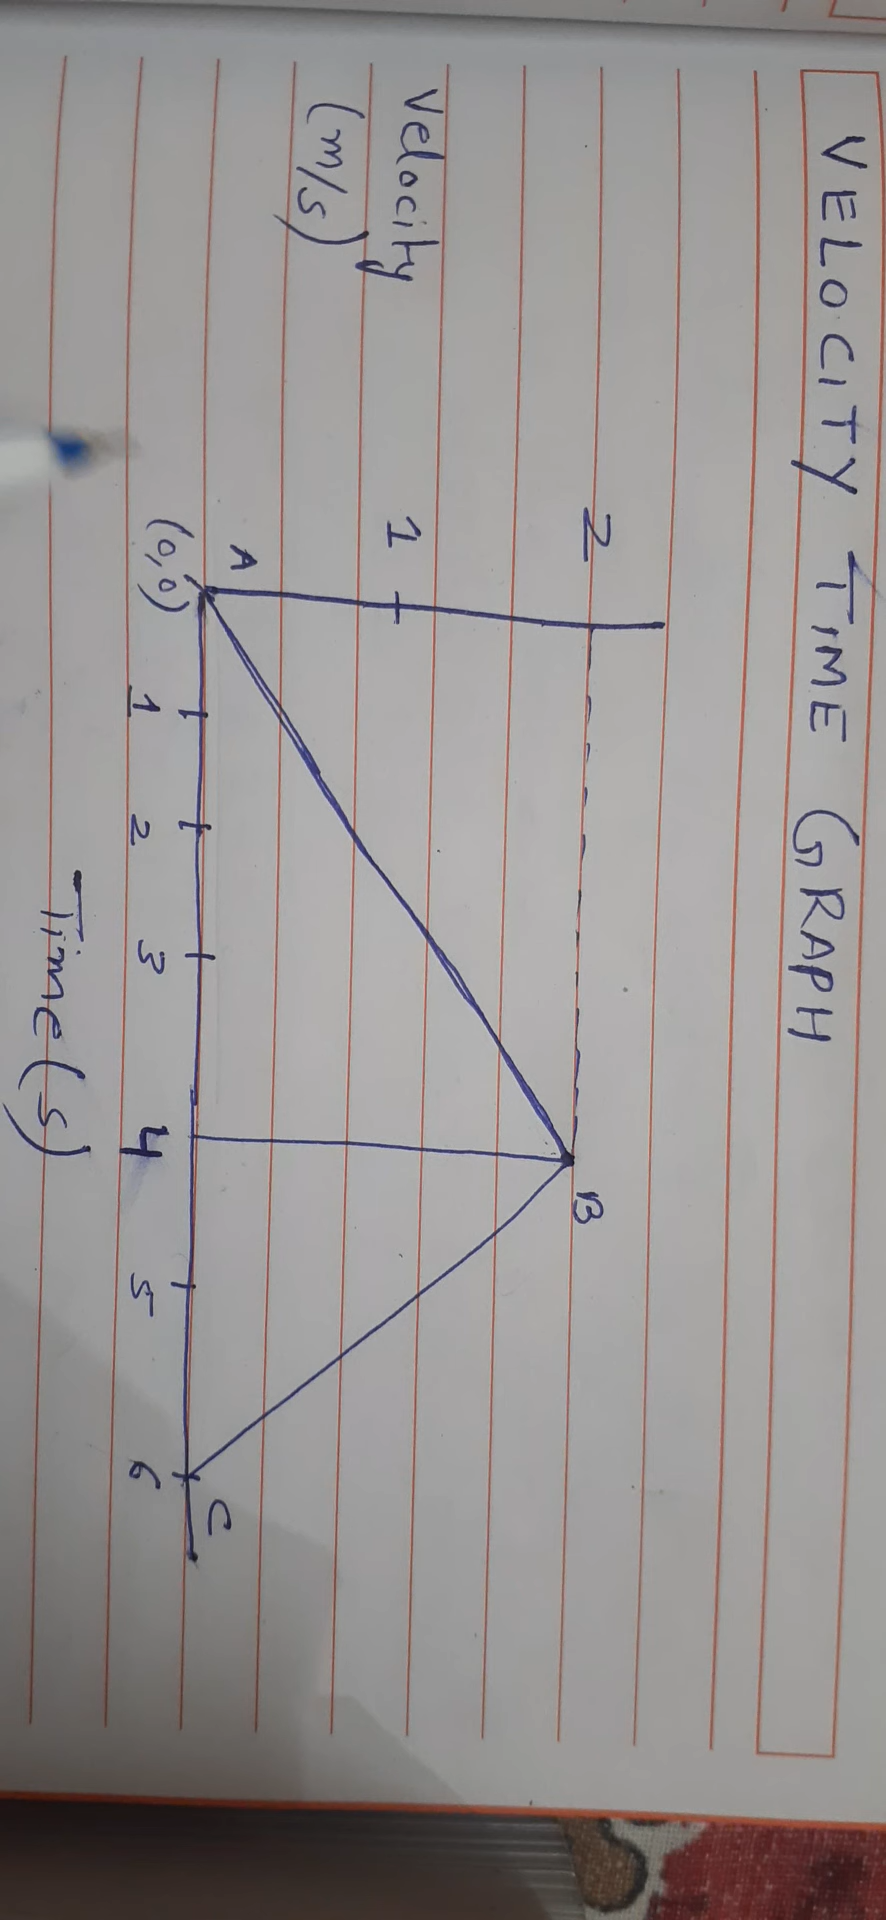 VELOCITY TIME GRAPH
2
B
Velocity
(m/s)
1
A
C
(0,0) 1 2 3 4 5 6
Time (s)